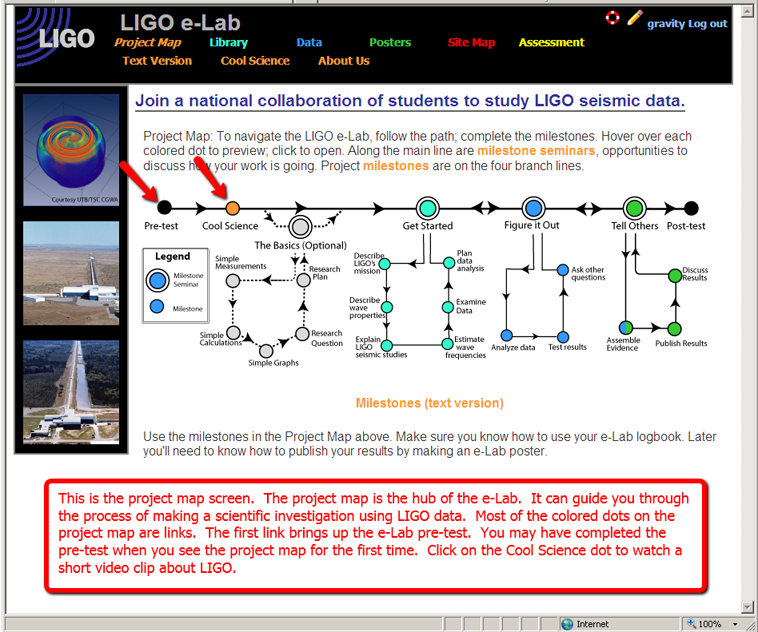 LIGO
LIGO e-Lab
gravity Log out
Project Map Library Data Posters Site Map Assessment
Text Version Cool Science About Us
Courtesy UTB/TSC CGWA
Join a national collaboration of students to study LIGO seismic data.
Project Map: To navigate the LIGO e-Lab, follow the path; complete the milestones. Hover over each
colored dot to preview; click to open. Along the main line are milestone seminars, opportunities to
discuss how your work is going. Project milestones are on the four branch lines.
Pre-test
Cool Science
The Basics (Optional)
Get Started
Figure it Out
Tell Others
Post-test
Legend
Milestone
Seminar
Milestone
Simple
Measurements
Simple
Calculations
Simple Graphs
Research
Question
Research
Plan
Describe
LIGO's
mission
Describe
wave
properties
Explain
LIGO
seismic studies
Estimate
wave
frequencies
Examine
Data
Plan
data
analysis
Analyze data
Test results
Ask other
questions
Assemble
Evidence
Publish Results
Discuss
Results
Milestones (text version)
Use the milestones in the Project Map above. Make sure you know how to use your e-Lab logbook. Later
you'll need to know how to publish your results by making an e-Lab poster.
This is the project map screen. The project map is the hub of the e-Lab. It can guide you through
the process of making a scientific investigation using LIGO data. Most of the colored dots on the
project map are links. The first link brings up the e-Lab pre-test. You may have completed the
pre-test when you see the project map for the first time. Click on the Cool Science dot to watch a
short video clip about LIGO.
Internet
100%